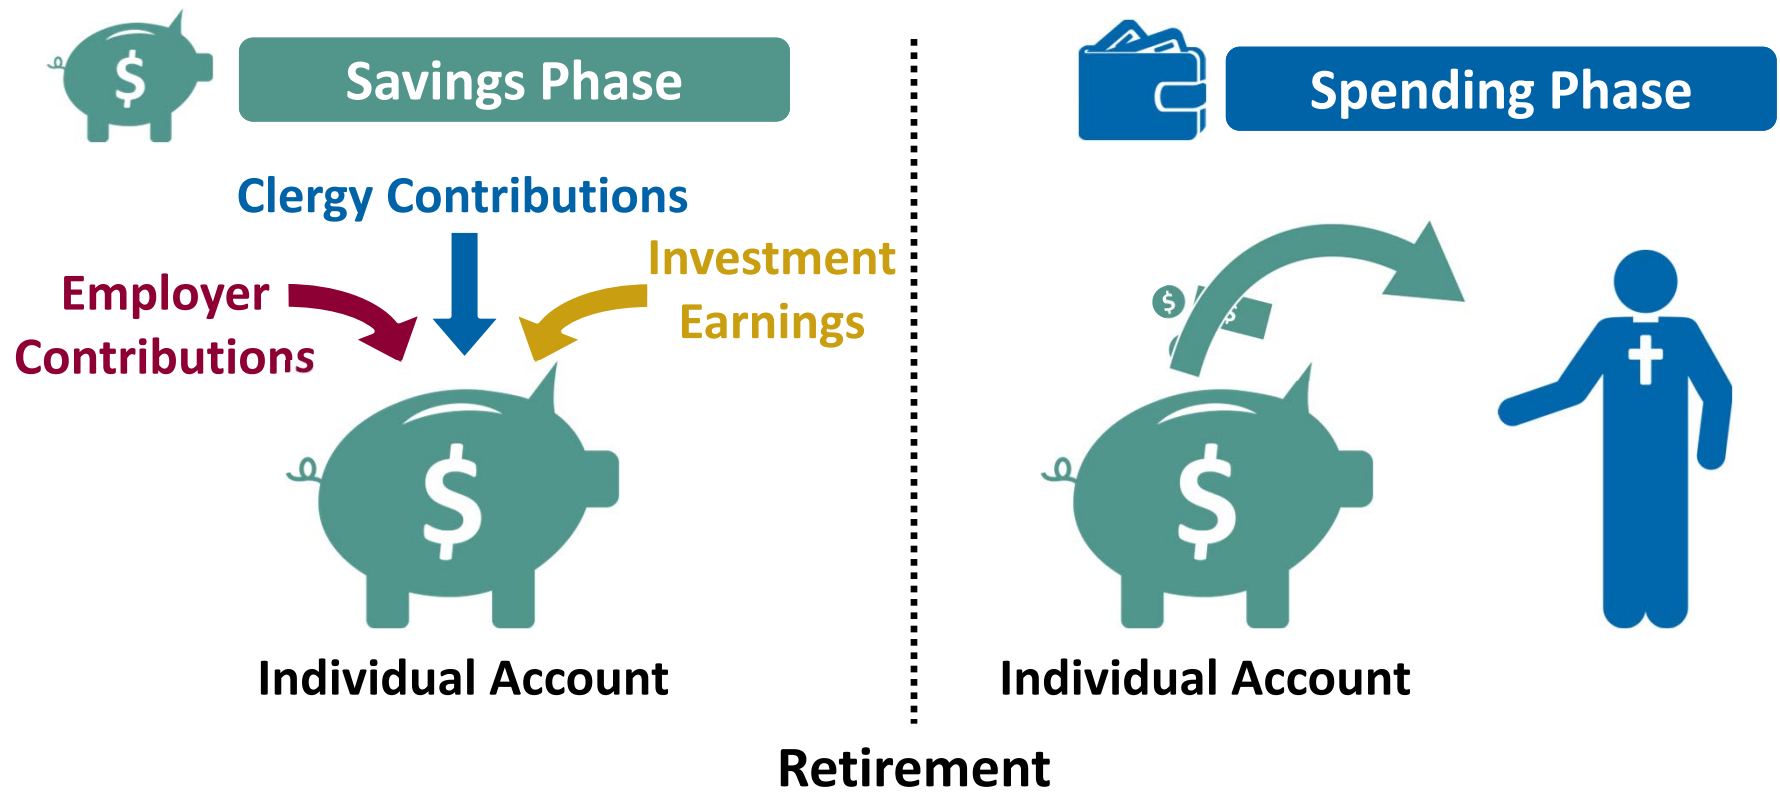 $
Savings Phase
Clergy Contributions
Employer
Contributions
Investment
Earnings
$
Individual Account
Spending Phase
$
$
$
Individual Account
Retirement